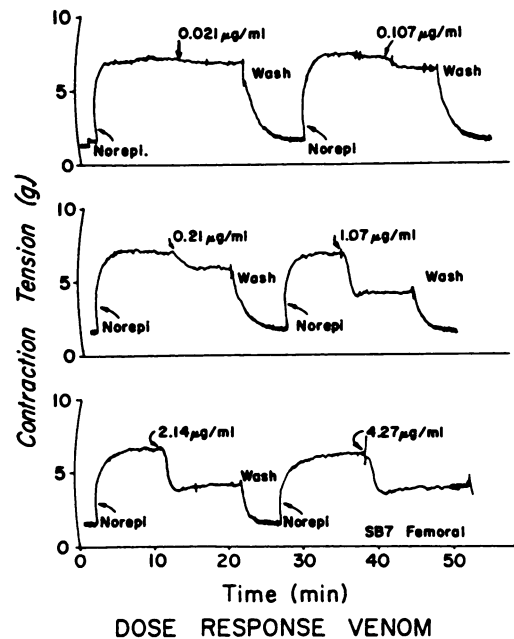 10
0.021 µg/ml
0.107 µg/ml
Wash
Wash
5
Norepi.
Norepi
0
10
0.21 µg/ml
1.07 µg/ml
5
Wash
Wash
Norepi
Norepi
0
10
2.14 µg/ml
4.27 µg/ml
5
Wash
Norepi
Norepi
SB7 Femoral
0
0 10 20 30 40 50
Contraction Tension (g)
Time (min)
DOSE RESPONSE VENOM